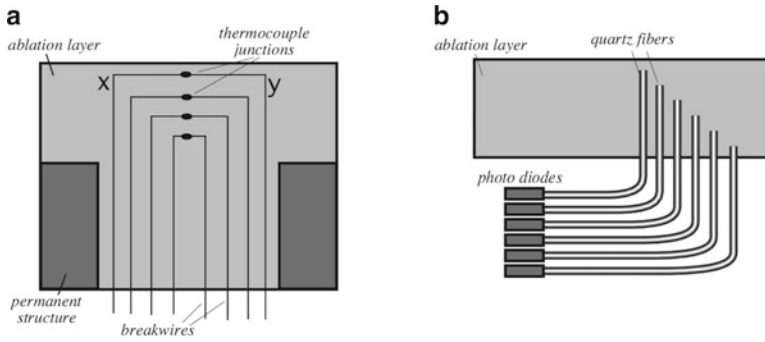 a
ablation layer
thermocouple
junctions
x
y
permanent
structure
breakwires
b
ablation layer
quartz fibers
photo diodes